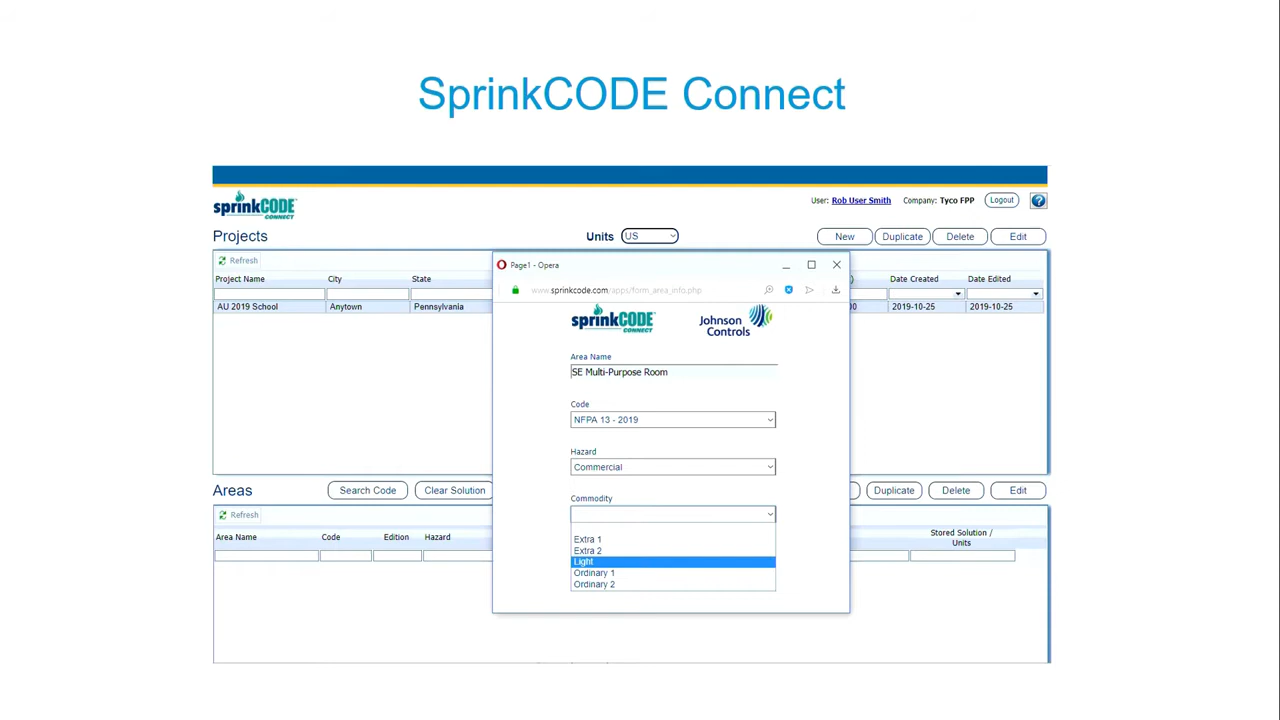 SprinkCODE Connect
sprinkCODE
CONNECT
User: Rob User Smith Company: Tyco FPP Logout ?
Projects
Units US
New Duplicate Delete Edit
Refresh
Project Name City State Date Created Date Edited
AU 2019 School Anytown Pennsylvania 2019-10-25 2019-10-25
Page1 - Opera
www.sprinkcode.com/apps/form_area_info.php
sprinkCODE
CONNECT
Johnson
Controls
Area Name
SE Multi-Purpose Room
Code
NFPA 13 - 2019
Hazard
Commercial
Commodity
Extra 1
Extra 2
Light
Ordinary 1
Ordinary 2
Areas
Search Code Clear Solution Duplicate Delete Edit
Refresh
Area Name Code Edition Hazard Stored Solution /
Units